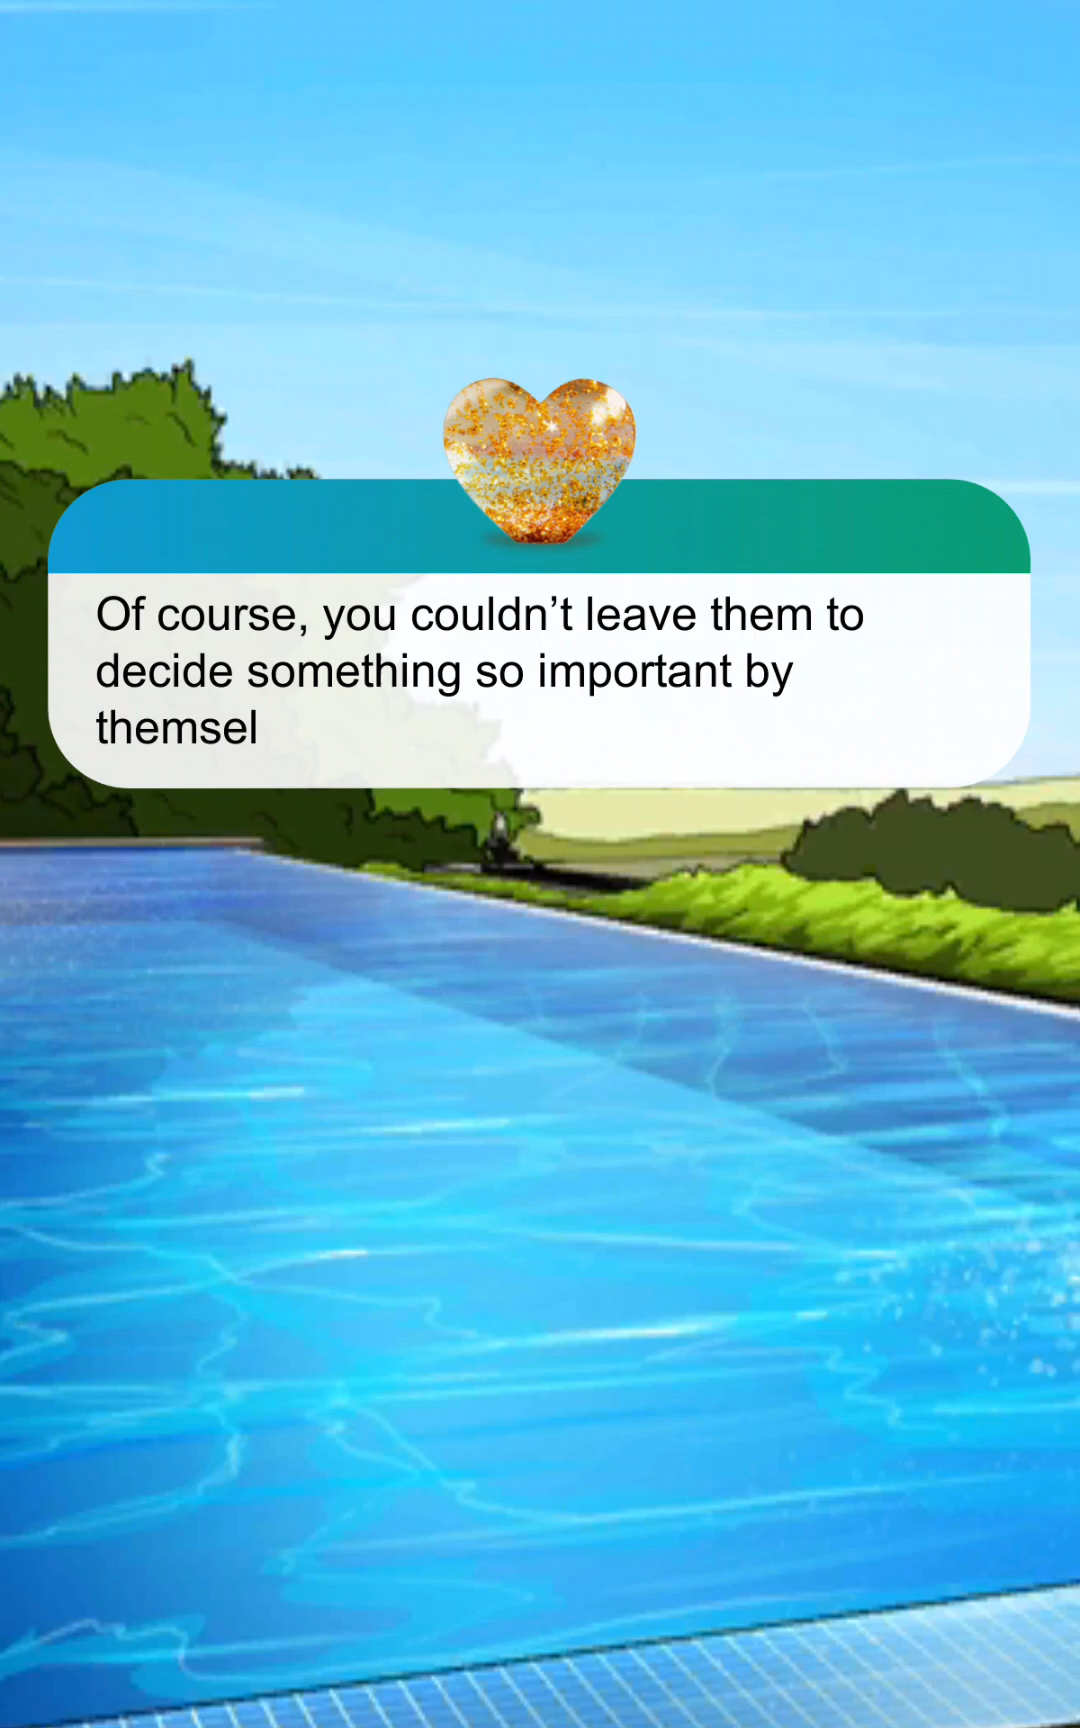 Of course, you couldn’t leave them to
decide something so important by
themsel